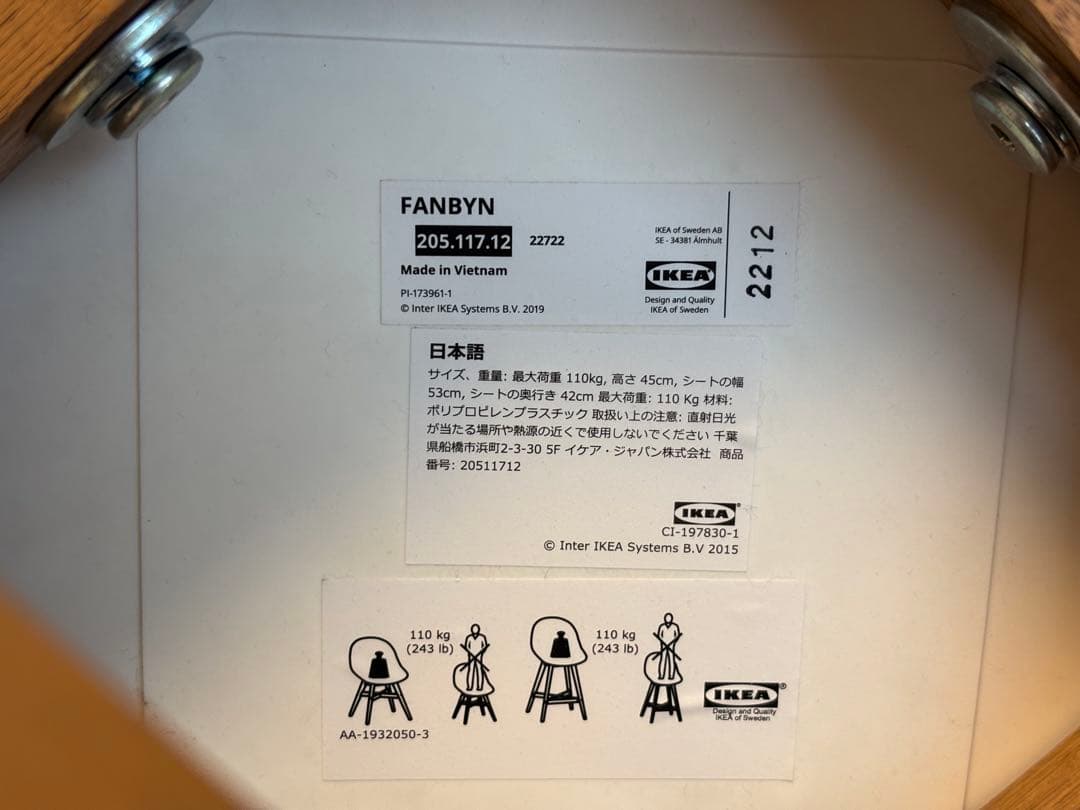 FANBYN
205.117.12 22722
Made in Vietnam
PI-173961-1
© Inter IKEA Systems B.V. 2019
IKEA of Sweden AB
SE - 34381 Älmhult
IKEA
Design and Quality
IKEA of Sweden
2212
日本語
サイズ、重量: 最大荷重 110kg, 高さ 45cm, シートの幅
53cm, シートの奥行き 42cm 最大荷重: 110 Kg 材料:
ポリプロピレンプラスチック 取扱い上の注意: 直射日光
が当たる場所や熱源の近くで使用しないでください 千葉
県船橋市浜町2-3-30 5F イケア・ジャパン株式会社 商品
番号: 20511712
IKEA®
CI-197830-1
© Inter IKEA Systems B.V 2015
110 kg
(243 lb)
110 kg
(243 lb)
IKEA®
Design and Quality
IKEA of Sweden
AA-1932050-3